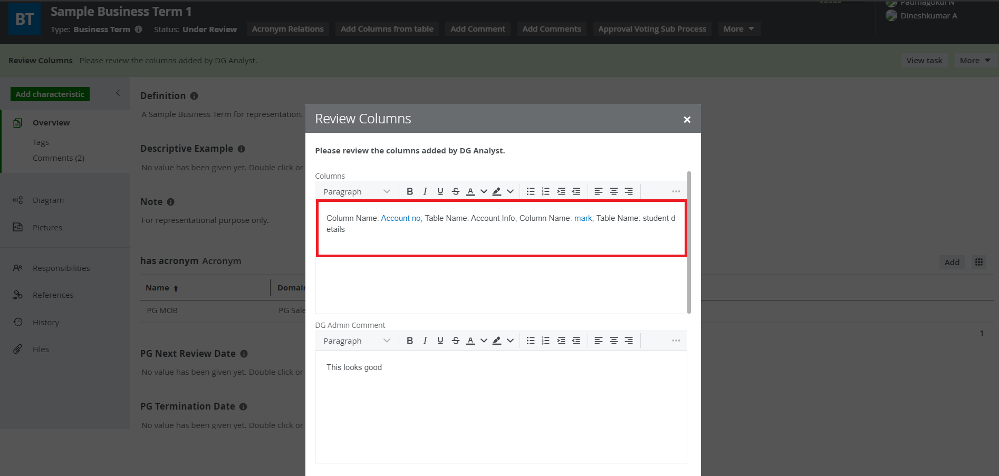 BT
Sample Business Term 1
Padmagokul N
Dineshkumar A
Type: Business Term Status: Under Review Acronym Relations Add Columns from table Add Comment Add Comments Approval Voting Sub Process More
Review Columns Please review the columns added by DG Analyst. View task More
Add characteristic
Overview
Tags
Comments (2)
Diagram
Pictures
Responsibilities
References
History
Files
Definition
A Sample Business Term for representation.
Descriptive Example
No value has been given yet. Double click or
Note
For representational purpose only.
has acronym Acronym
Add
Name Domain
PG MOB PG Sale
1
PG Next Review Date
No value has been given yet. Double click or
PG Termination Date
No value has been given yet. Double click or
Review Columns
Please review the columns added by DG Analyst.
Columns
Paragraph B I U S A
Column Name: Account no; Table Name: Account Info, Column Name: mark; Table Name: student d
etails
DG Admin Comment
Paragraph B I U S A
This looks good